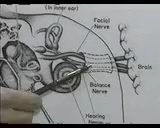 (In inner ear)
Facial
Nerve
Brain
Balance
Nerve
Hearing
Nerve